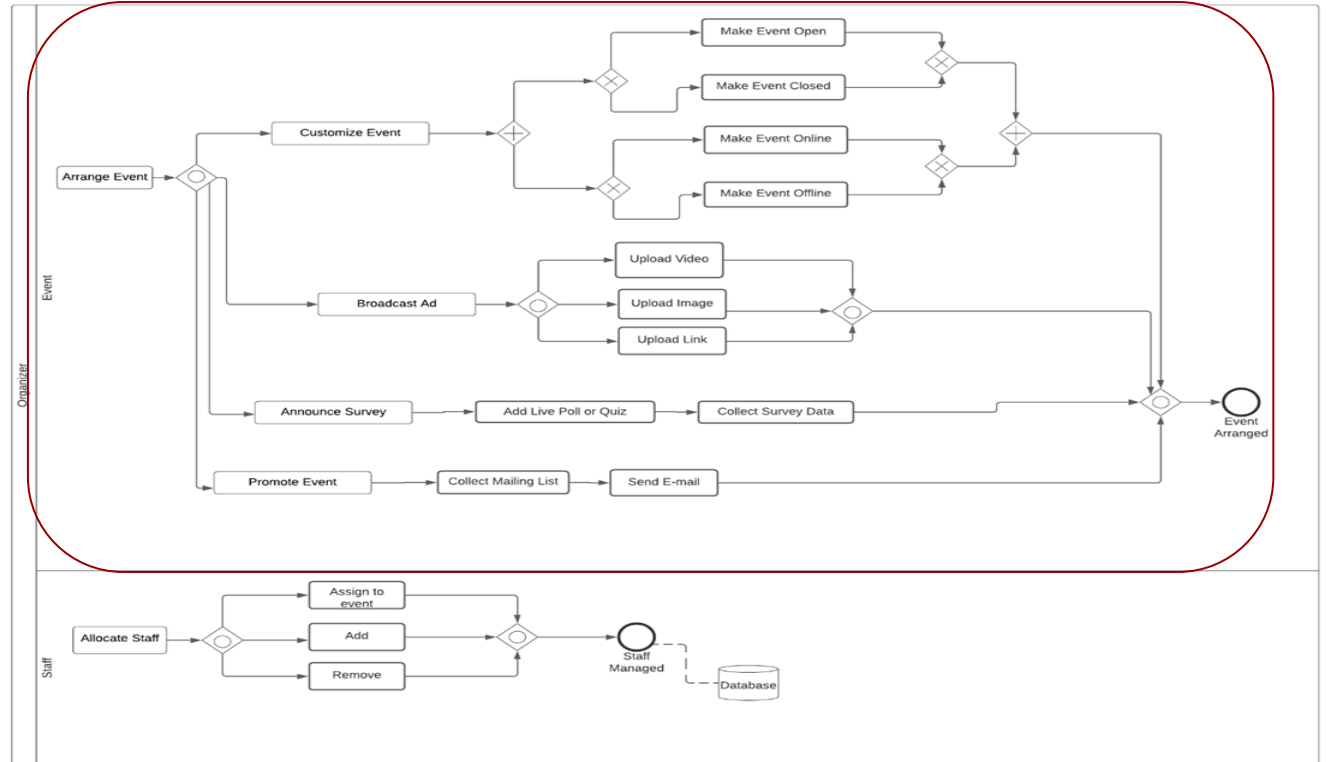 Organizer
Event
Arrange Event
Customize Event
Make Event Open
Make Event Closed
Make Event Online
Make Event Offline
Broadcast Ad
Upload Video
Upload Image
Upload Link
Announce Survey
Add Live Poll or Quiz
Collect Survey Data
Promote Event
Collect Mailing List
Send E-mail
Event
Arranged
Staff
Allocate Staff
Assign to
event
Add
Remove
Staff
Managed
Database